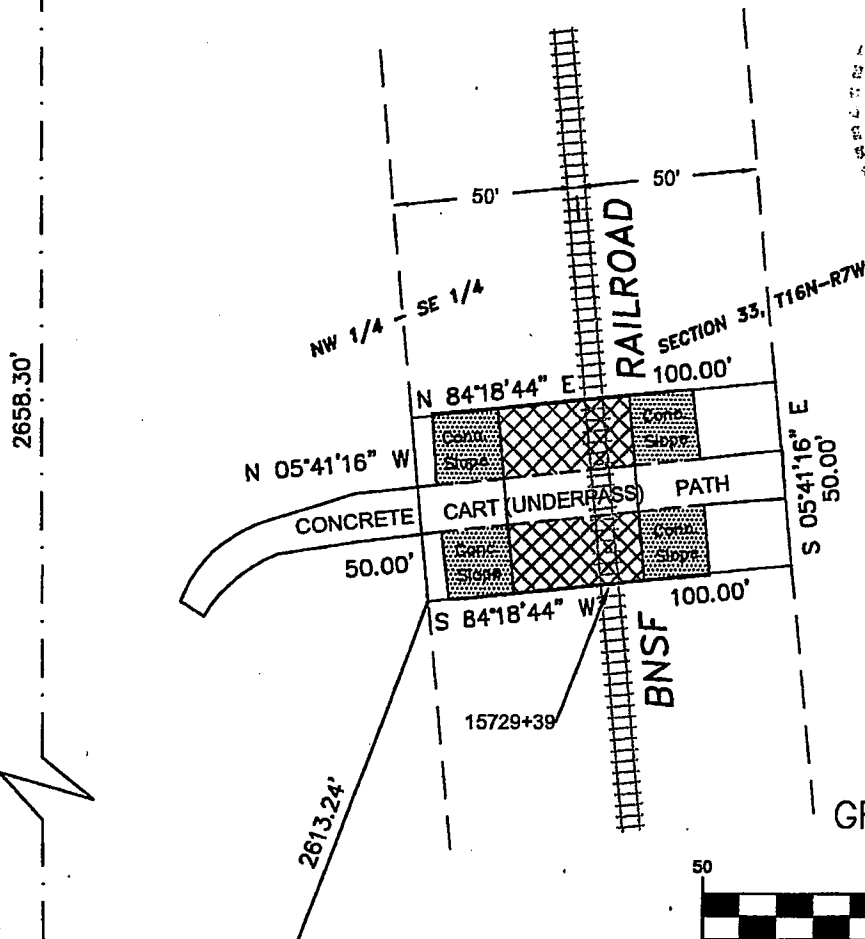 50'
50'
RAILROAD
NW 1/4 - SE 1/4
SECTION 33, T16N-R7W
2658.30'
N 84°18'44" E
100.00'
Conc.
Slope
Conc.
Slope
N 05°41'16" W
S 05°41'16" E
50.00'
CONCRETE CART (UNDERPASS) PATH
Conc.
Slope
Conc.
Slope
50.00'
S 84°18'44" W
100.00'
BNSF
15729+39
2613.24'
50